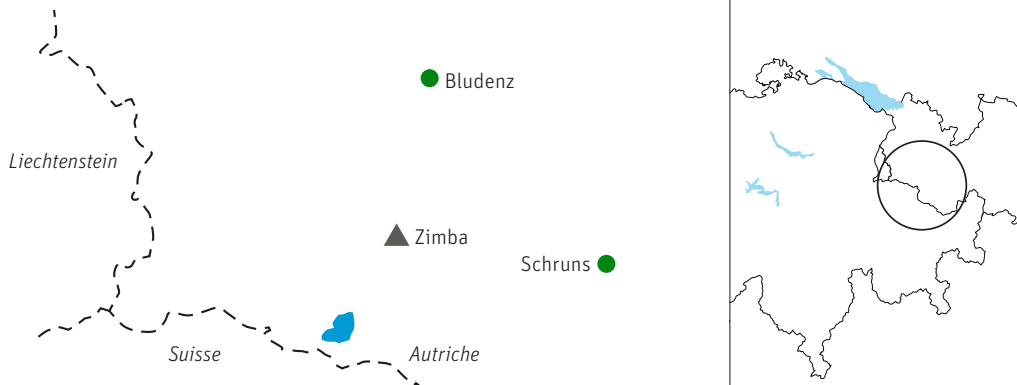 Bludenz
Liechtenstein
Zimba
Schruns
Suisse
Autriche